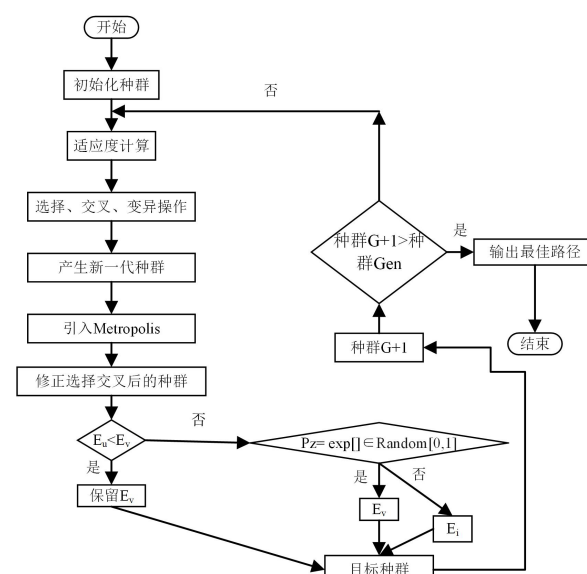 开始
初始化种群
否
适应度计算
选择、交叉、变异操作
种群G+1>种
群Gen
是
输出最佳路径
产生新一代种群
引入Metropolis
种群G+1
结束
修正选择交叉后的种群
否
Eu<Ev
Pz= exp[]∈Random[0,1]
是
是
否
保留Ev
Ev
Ei
目标种群